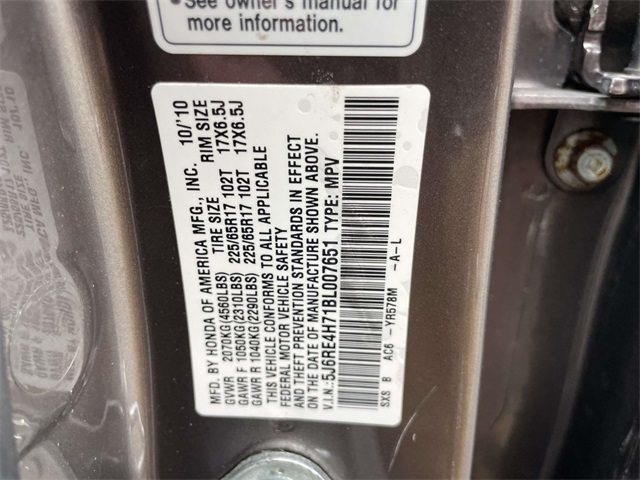 See owner's manual for
more information.
MFD. BY HONDA OF AMERICA MFG., INC. 10/'10
TIRE SIZE RIM SIZE
GVWR 2070KG(4560LBS) 225/65R17 102T 17X6.5J
GAWR F 1050KG(2310LBS) 225/65R17 102T 17X6.5J
GAWR R 1040KG(2290LBS)
THIS VEHICLE CONFORMS TO ALL APPLICABLE
FEDERAL MOTOR VEHICLE SAFETY
AND THEFT PREVENTION STANDARDS IN EFFECT
ON THE DATE OF MANUFACTURE SHOWN ABOVE.
V.I.N.:5J6RE4H71BL007651 TYPE: MPV
SXS B AC6 -YR578M -A-L